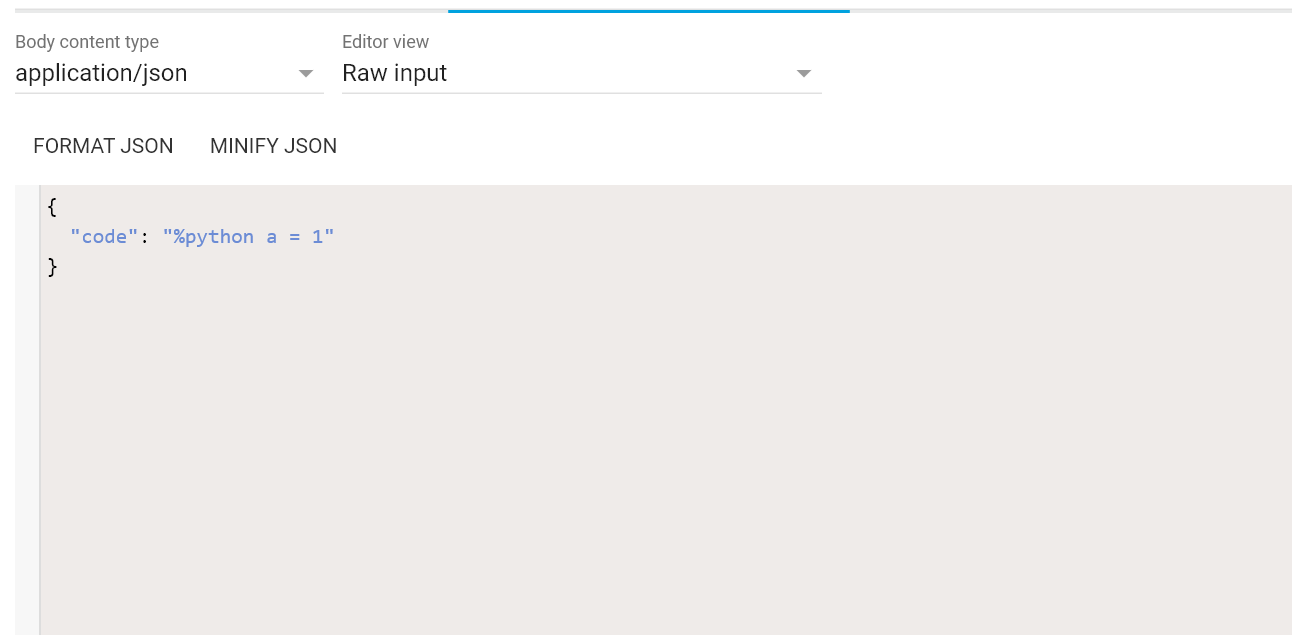 Body content type
Editor view
application/json
Raw input
FORMAT JSON
MINIFY JSON
{
"code": "%python a = 1"
}